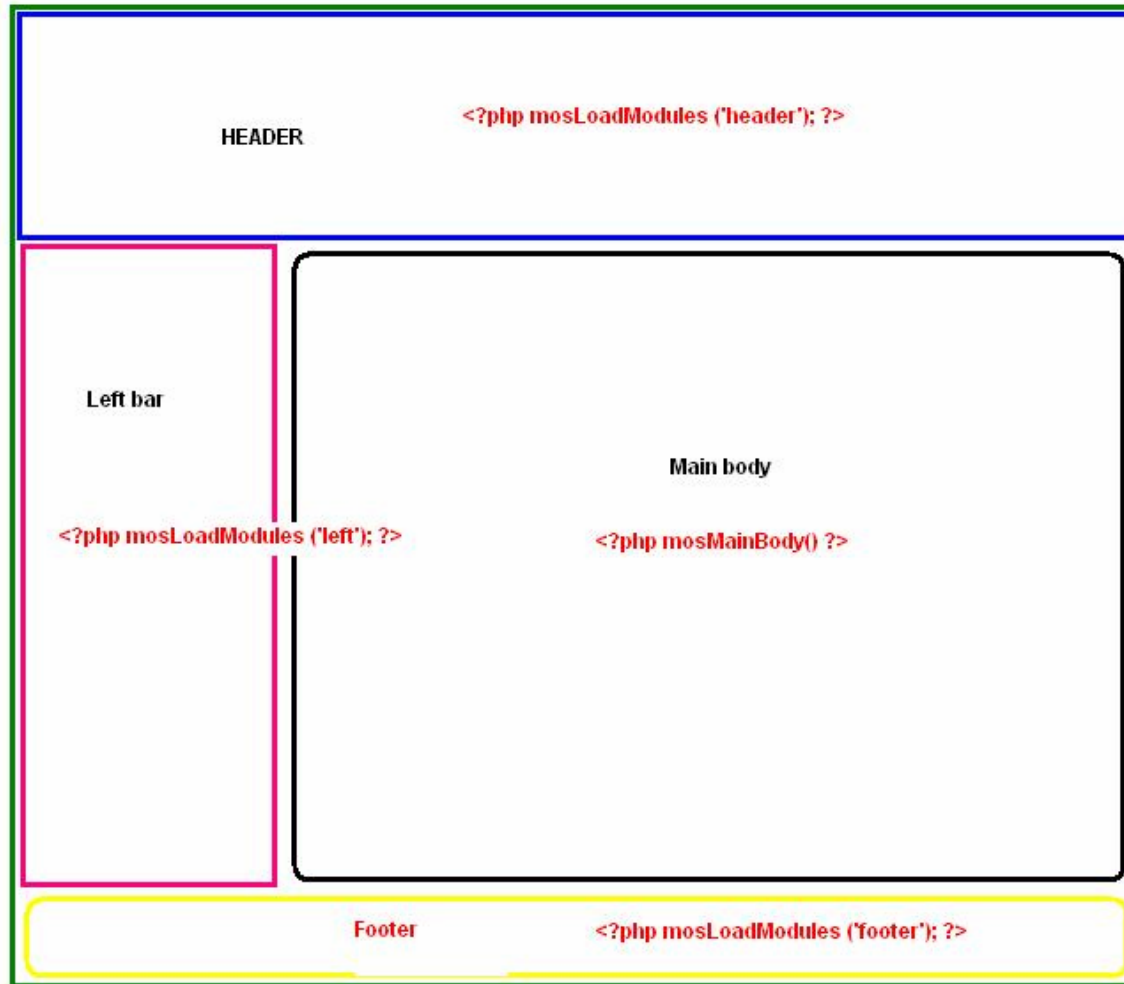 <?php mosLoadModules ('header'); ?>
HEADER
Left bar
Main body
<?php mosLoadModules ('left'); ?>
<?php mosMainBody() ?>
Footer
<?php mosLoadModules ('footer'); ?>